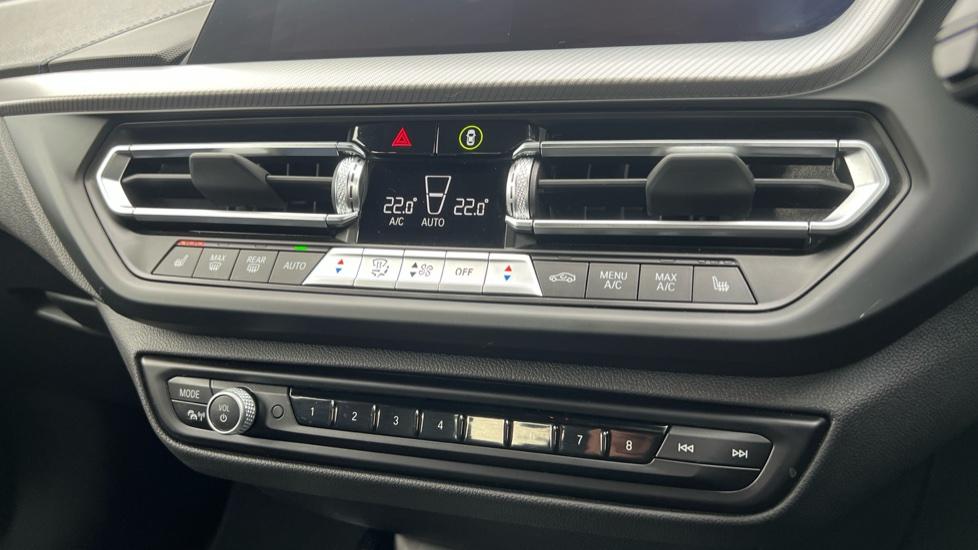 22.0°
22.0°
A/C AUTO
MAX
REAR
AUTO
OFF
MENU A/C
MAX A/C
MODE
VOL
1 2 3 4 7 8